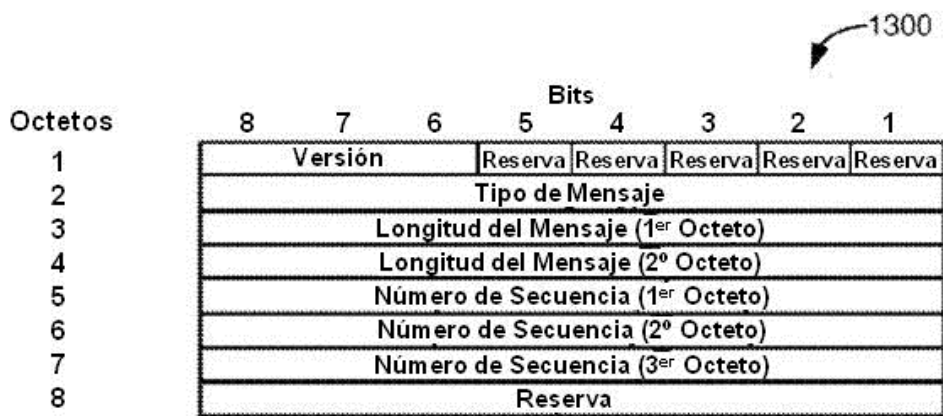 1300
Bits
Octetos 8 7 6 5 4 3 2 1
1 Versión Reserva Reserva Reserva Reserva Reserva
2 Tipo de Mensaje
3 Longitud del Mensaje (1er Octeto)
4 Longitud del Mensaje (2º Octeto)
5 Número de Secuencia (1er Octeto)
6 Número de Secuencia (2º Octeto)
7 Número de Secuencia (3er Octeto)
8 Reserva